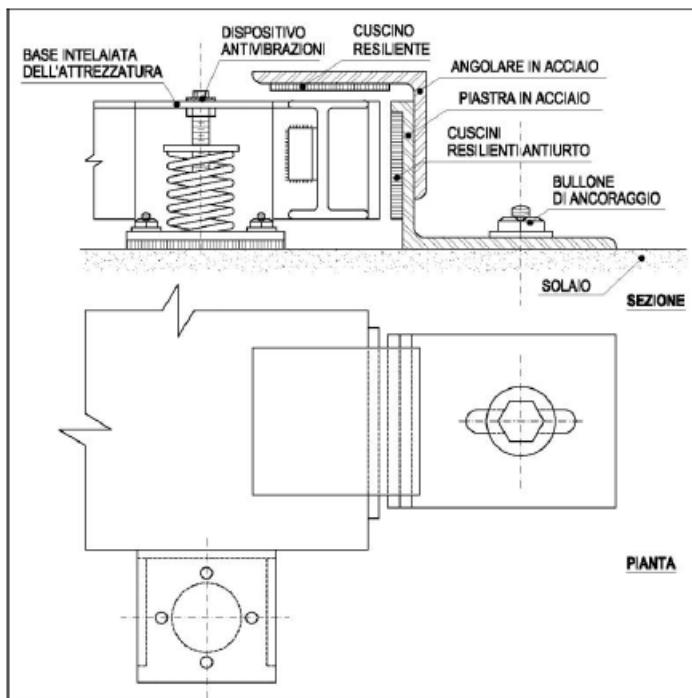 BASE INTELAIATA
DELL'ATTREZZATURA
DISPOSITIVO
ANTIVIBRAZIONI
CUSCINO
RESILIENTE
ANGOLARE IN ACCIAIO
PIASTRA IN ACCIAIO
CUSCINI
RESILIENTI ANTIURTO
BULLONE
DI ANCORAGGIO
SOLAIO
SEZIONE
PIANTA